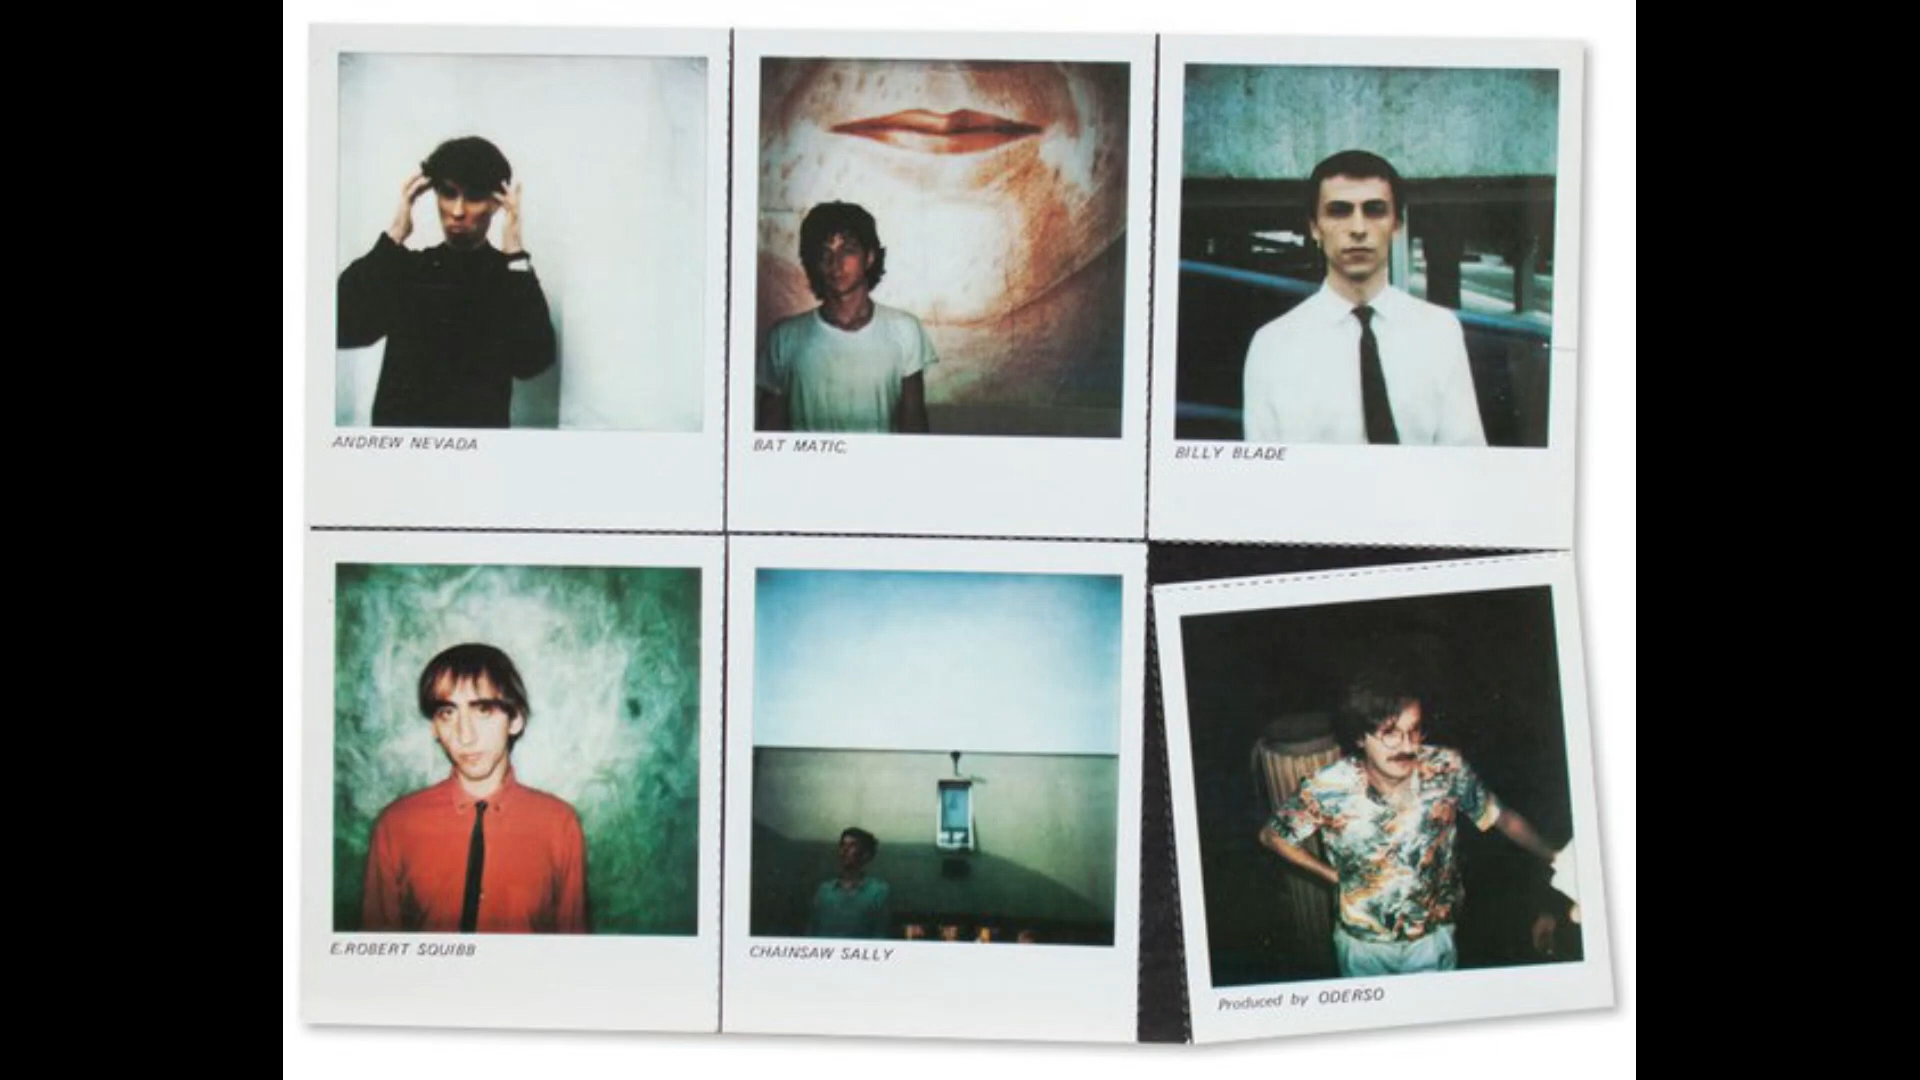 ANDREW NEVADA
BAT MATIC.
BILLY BLADE
E.ROBERT SQUIBB
CHAINSAW SALLY
Produced by ODERSO